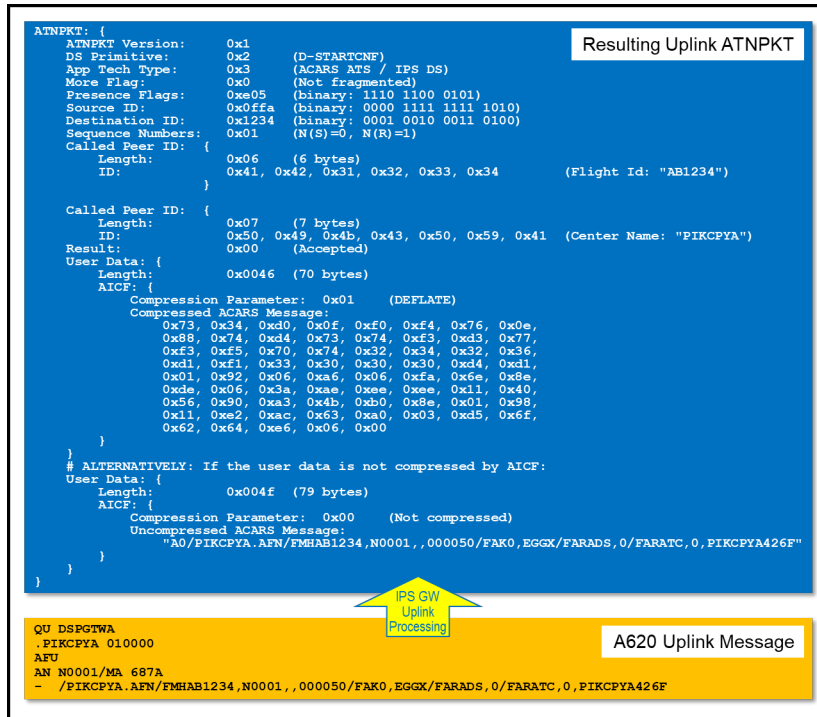 ATNPKT: {
Resulting Uplink ATNPKT
ATNPKT Version: 0x1
DS Primitive: 0x2 (D-STARTCNF)
App Tech Type: 0x3 (ACARS ATS / IPS DS)
More Flag: 0x0 (Not fragmented)
Presence Flags: 0xe05 (binary: 1110 1100 0101)
Source ID: 0x0ffa (binary: 0000 1111 1111 1010)
Destination ID: 0x1234 (binary: 0001 0010 0011 0100)
Sequence Numbers: 0x01 (N(S)=0, N(R)=1)
Called Peer ID: {
Length: 0x06 (6 bytes)
ID: 0x41, 0x42, 0x31, 0x32, 0x33, 0x34 (Flight Id: "AB1234")
}
Called Peer ID: {
Length: 0x07 (7 bytes)
ID: 0x50, 0x49, 0x4b, 0x43, 0x50, 0x59, 0x41 (Center Name: "PIKCPYA")
Result: 0x00 (Accepted)
User Data: {
Length: 0x0046 (70 bytes)
AICF: {
Compression Parameter: 0x01 (DEFLATE)
Compressed ACARS Message:
0x73, 0x34, 0xd0, 0x0f, 0xf0, 0xf4, 0x76, 0x0e,
0x88, 0x74, 0xd4, 0x73, 0x74, 0xf3, 0xd3, 0x77,
0xf3, 0xf5, 0x70, 0x74, 0x32, 0x34, 0x32, 0x36,
0xd1, 0xf1, 0x33, 0x30, 0x30, 0x30, 0xd4, 0xd1,
0x01, 0x92, 0x06, 0xa6, 0x06, 0xfa, 0x6e, 0x8e,
0xde, 0x06, 0x3a, 0xae, 0xee, 0xee, 0x11, 0x40,
0x56, 0x90, 0xa3, 0x4b, 0xb0, 0x8e, 0x01, 0x98,
0x11, 0xe2, 0xac, 0x63, 0xa0, 0x03, 0xd5, 0x6f,
0x62, 0x64, 0xe6, 0x06, 0x00
}
}
# ALTERNATIVELY: If the user data is not compressed by AICF:
User Data: {
Length: 0x004f (79 bytes)
AICF: {
Compression Parameter: 0x00 (Not compressed)
Uncompressed ACARS Message:
"A0/PIKCPYA.AFN/FMHAB1234,N0001,,000050/FAK0,EGGX/FARADS,0/FARATC,0,PIKCPYA426F"
}
}
}
IPS GW
Uplink
Processing
QU DSPGTWA
A620 Uplink Message
.PIKCPYA 010000
AFU
AN N0001/MA 687A
- /PIKCPYA.AFN/FMHAB1234,N0001,,000050/FAK0,EGGX/FARADS,0/FARATC,0,PIKCPYA426F